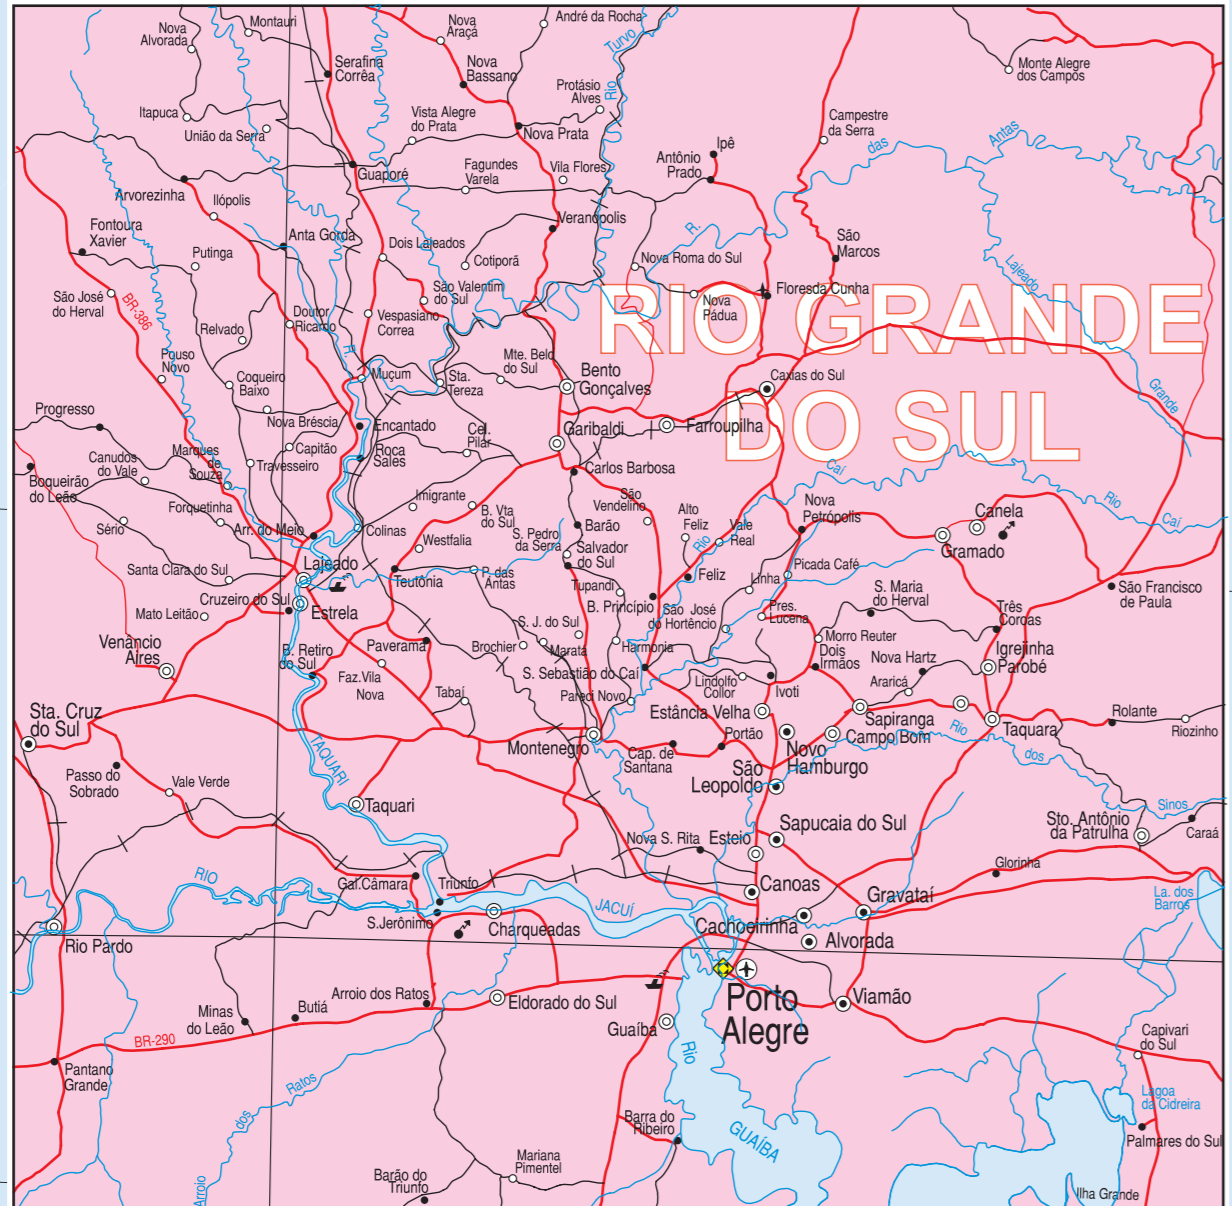 Nova
Alvorada
Montauri
Nova
Araçá
André da Rocha
Turvo
Rio
Serafina
Corrêa
Nova
Bassano
Protásio
Alves
Monte Alegre
dos Campos
Itapuca
União da Serra
Vista Alegre
do Prata
Nova Prata
Campestre
da Serra
das
Antas
Ipê
Antônio
Prado
Guaporé
Fagundes
Varela
Vila Flores
Arvorezinha
Ilópolis
Fontoura
Xavier
Anta Gorda
Dois Lajeados
Veranópolis
R.
São
Marcos
Putinga
Cotiporã
Nova Roma do Sul
Lajeado
Grande
São José
do Herval
BR-386
São Valentim
do Sul
Nova
Pádua
Floresda Cunha
RIO GRANDE
DO SUL
Relvado
Doutor
Ricardo
Vespasiano
Correa
Pouso
Novo
R.
Muçum
Mte. Belo
do Sul
Sta.
Tereza
Bento
Gonçalves
Caxias do Sul
Coqueiro
Baixo
Progresso
Nova Bréscia
Encantado
Cel.
Pilar
Garibaldi
Farroupilha
Canudos
do Vale
Marques
de
Souza
Capitão
Travesseiro
Roca
Sales
Carlos Barbosa
Caí
Rio
Caí
Boqueirão
do Leão
Forquetinha
Imigrante
B. Vta
do Sul
São
Vendelino
Alto
Feliz
Nova
Petrópolis
Canela
Sério
Arr. do Meio
Colinas
Westfalia
S. Pedro
da Serra
Barão
Vale
Real
Rio
Gramado
Lajeado
Salvador
do Sul
Picada Café
Santa Clara do Sul
Teutônia
P. das
Antas
Tupandi
Feliz
Linha
S. Maria
do Herval
São Francisco
de Paula
Cruzeiro do Sul
Estrela
B. Princípio
São José
do Hortêncio
Pres.
Lucena
Três
Coroas
Mato Leitão
S. J. do Sul
Venâncio
Aires
B. Retiro
do Sul
Paverama
Brochier
Maratá
Harmonia
Morro Reuter
Dois
Irmãos
Nova Hartz
Igrejinha
Parobé
Faz.Vila
Nova
Tabaí
S. Sebastião do Caí
Pareci Novo
Lindolfo
Collor
Ivoti
Araricá
Sta. Cruz
do Sul
Estância Velha
Sapiranga
Campo Bom
Rio
dos
Sinos
Taquara
Rolante
Riozinho
Montenegro
Cap. de
Santana
Portão
Novo
Hamburgo
Passo do
Sobrado
Vale Verde
TAQUARI
Taquari
São
Leopoldo
Nova S. Rita
Esteio
Sapucaia do Sul
Sto. Antônio
da Patrulha
Caraá
Glorinha
RIO
Gal.Câmara
Triunfo
Canoas
Gravataí
La. dos
Barros
JACUÍ
S.Jerônimo
Charqueadas
Cachoeirinha
Rio Pardo
Alvorada
Minas
do Leão
Butiá
Arroio dos Ratos
Eldorado do Sul
Porto
Alegre
Viamão
Guaíba
BR-290
Rio
Capivari
do Sul
Pantano
Grande
Ratos
dos
Arroio
Barra do
Ribeiro
GUAÍBA
Lagoa
da Cidreira
Palmares do Sul
Mariana
Pimentel
Barão do
Triunfo
Ilha Grande